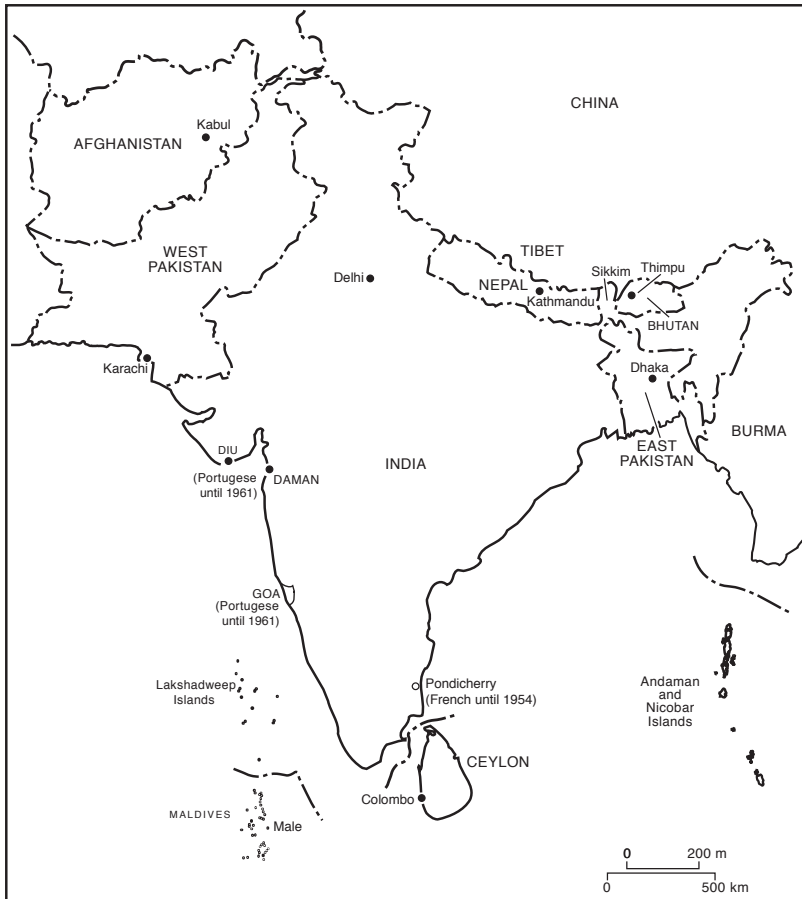 CHINA
Kabul
AFGHANISTAN
WEST
PAKISTAN
TIBET
Sikkim
Thimpu
Delhi
NEPAL
Kathmandu
BHUTAN
Karachi
Dhaka
DIU
(Portugese
until 1961)
DAMAN
INDIA
EAST
PAKISTAN
BURMA
GOA
(Portugese
until 1961)
Lakshadweep
Islands
Pondicherry
(French until 1954)
Andaman
and
Nicobar
Islands
CEYLON
Colombo
MALDIVES
Male
0 200 m
0 500 km